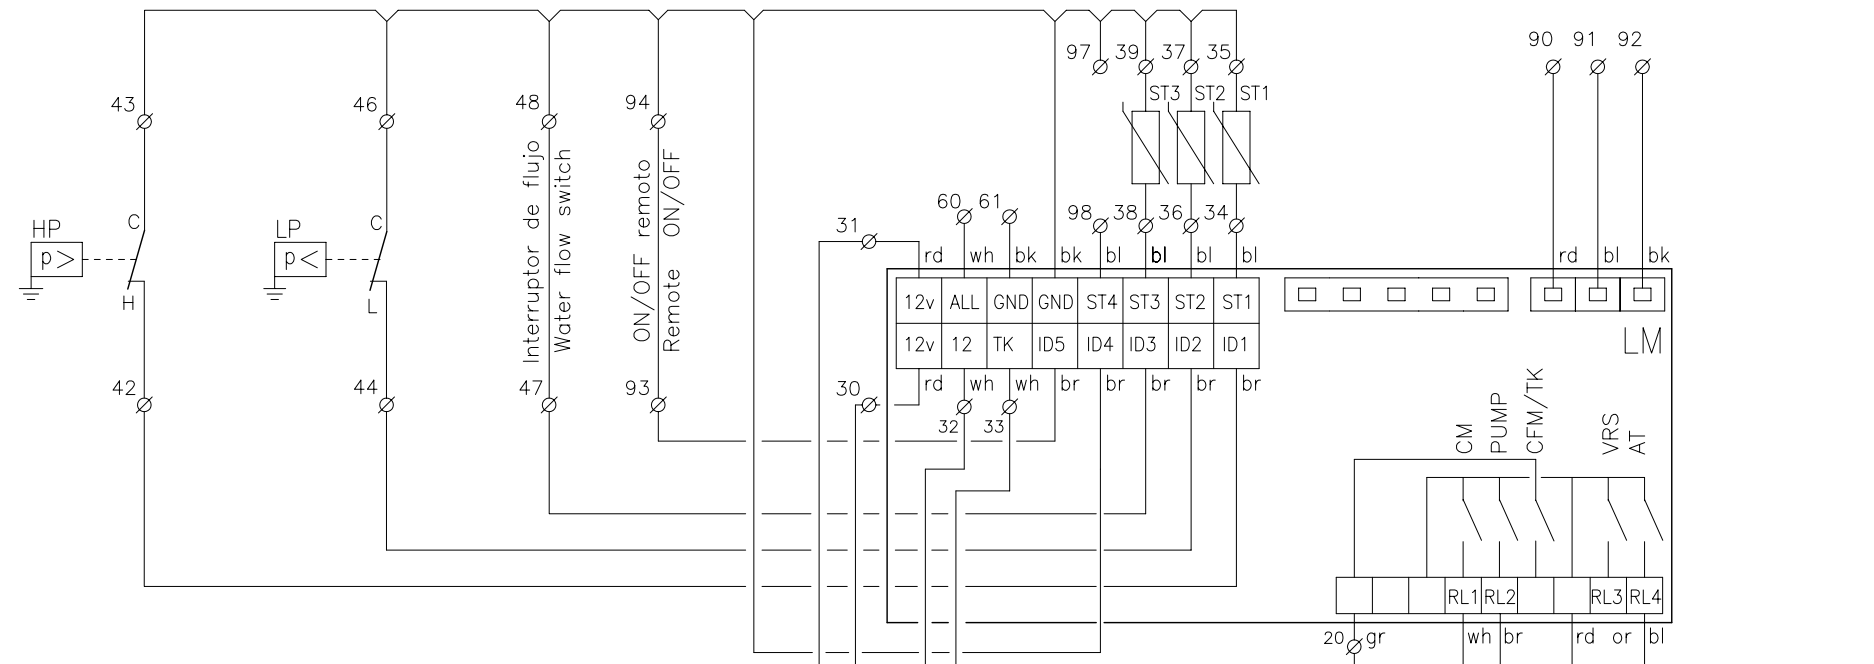 97 39 37 35
90 91 92
ST3 ST2 ST1
43 46 48 94
Interruptor de flujo
Water flow switch
ON/OFF remoto
Remote ON/OFF
60 61
98 38 36 34
31
HP
p>
C
H
LP
p<
C
L
rd wh bk bk bl bl bl bl
rd bl bk
12v ALL GND GND ST4 ST3 ST2 ST1
12v 12 TK ID5 ID4 ID3 ID2 ID1
LM
rd wh wh br br br br br
42 44 47 93 30
32 33
CM
PUMP
CFM/TK
VRS
AT
RL1 RL2 RL3 RL4
20 gr wh br rd or bl